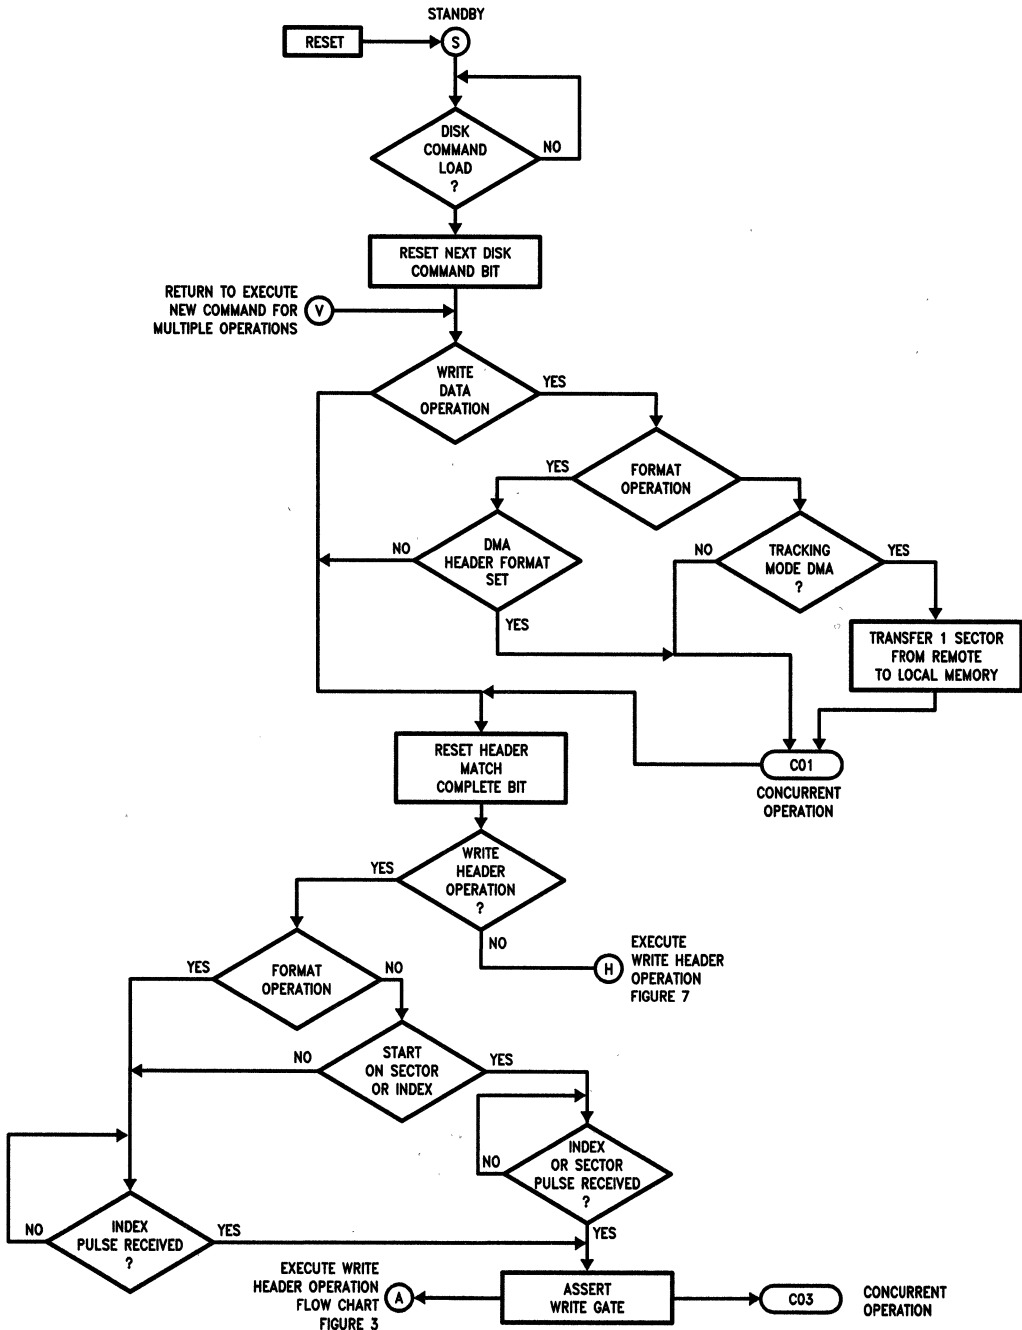 STANDBY
RESET
S
DISK
COMMAND
LOAD
?
NO
RESET NEXT DISK
COMMAND BIT
RETURN TO EXECUTE
NEW COMMAND FOR
MULTIPLE OPERATIONS
V
WRITE
DATA
OPERATION
YES
YES
FORMAT
OPERATION
NO
DMA
HEADER FORMAT
SET
NO
TRACKING
MODE DMA
?
YES
YES
TRANSFER 1 SECTOR
FROM REMOTE
TO LOCAL MEMORY
RESET HEADER
MATCH
COMPLETE BIT
C01
CONCURRENT
OPERATION
YES
WRITE
HEADER
OPERATION
?
NO
H
EXECUTE
WRITE HEADER
OPERATION
FIGURE 7
YES
FORMAT
OPERATION
NO
NO
START
ON SECTOR
OR INDEX
YES
NO
INDEX
OR SECTOR
PULSE RECEIVED
?
YES
NO
INDEX
PULSE RECEIVED
?
YES
EXECUTE WRITE
HEADER OPERATION
FLOW CHART
FIGURE 3
A
ASSERT
WRITE GATE
C03
CONCURRENT
OPERATION